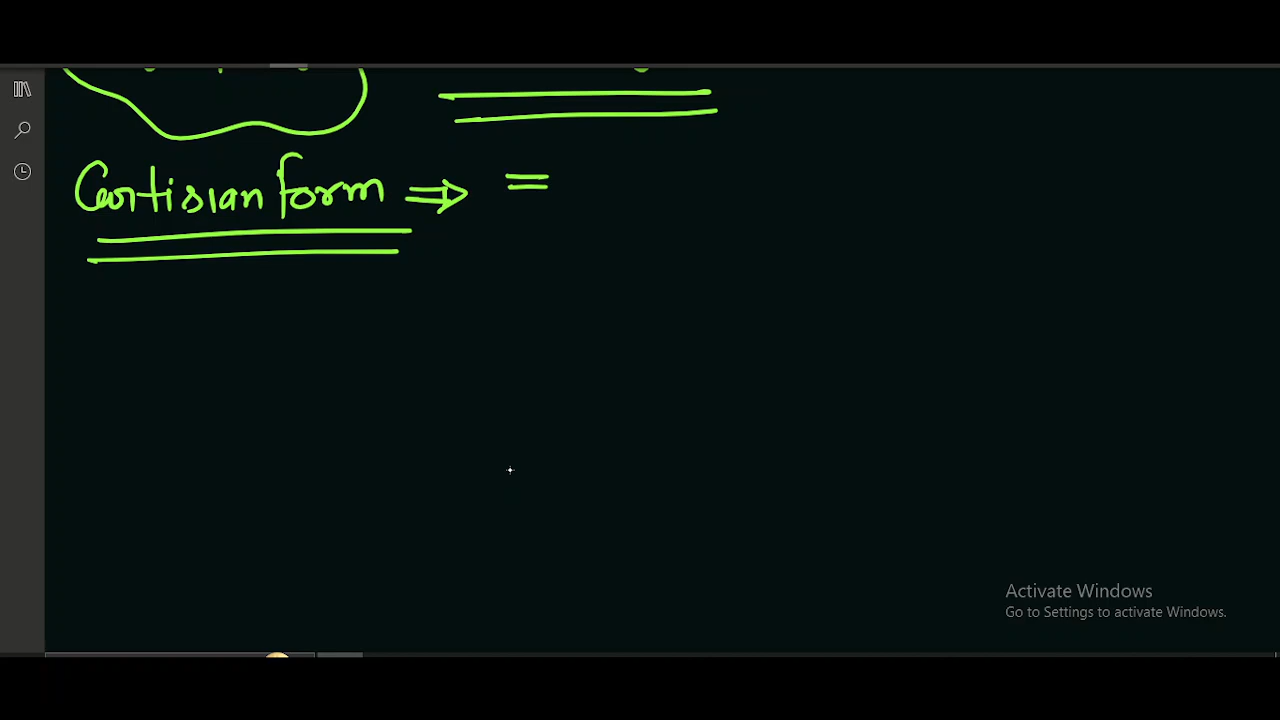 Cartisian form ⇒ =
Activate Windows
Go to Settings to activate Windows.